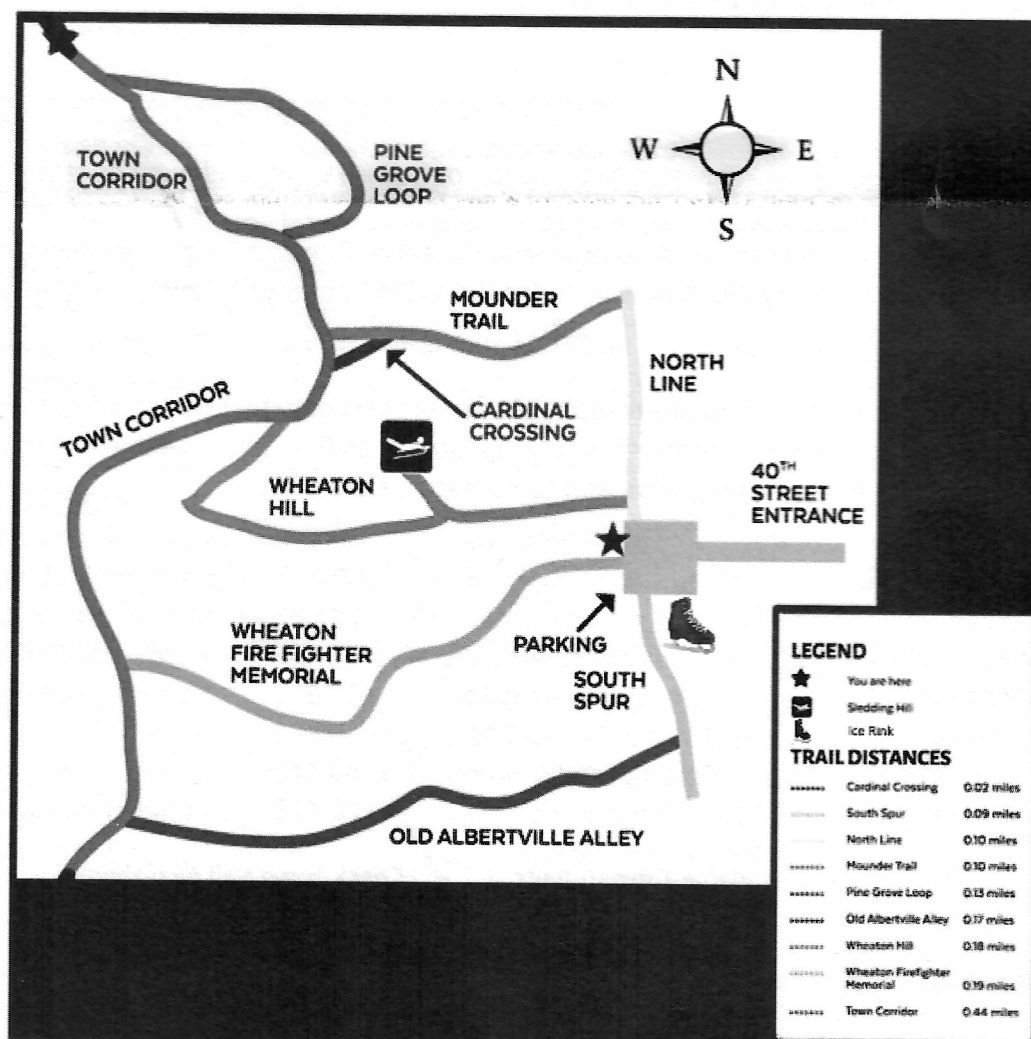 N
W E
S
TOWN
CORRIDOR
PINE
GROVE
LOOP
MOUNDER
TRAIL
NORTH
LINE
TOWN CORRIDOR
CARDINAL
CROSSING
WHEATON
HILL
40TH
STREET
ENTRANCE
WHEATON
FIRE FIGHTER
MEMORIAL
PARKING
SOUTH
SPUR
OLD ALBERTVILLE ALLEY
LEGEND
You are here
Sledding Hill
Ice Rink
TRAIL DISTANCES
Cardinal Crossing 0.02 miles
South Spur 0.09 miles
North Line 0.10 miles
Mounder Trail 0.10 miles
Pine Grove Loop 0.13 miles
Old Albertville Alley 0.17 miles
Wheaton Hill 0.18 miles
Wheaton Firefighter
Memorial 0.19 miles
Town Corridor 0.44 miles